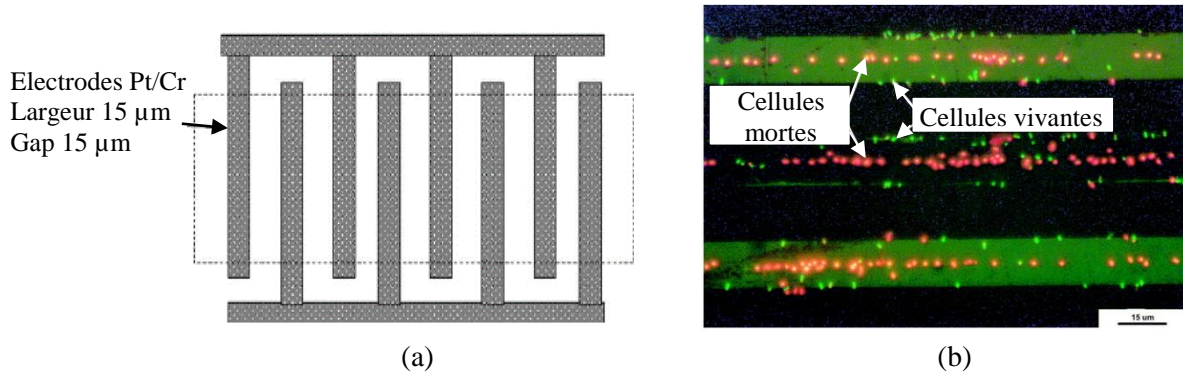 Electrodes Pt/Cr
Largeur 15 µm
Gap 15 µm
Cellules
mortes
Cellules vivantes
15 um
(a)
(b)